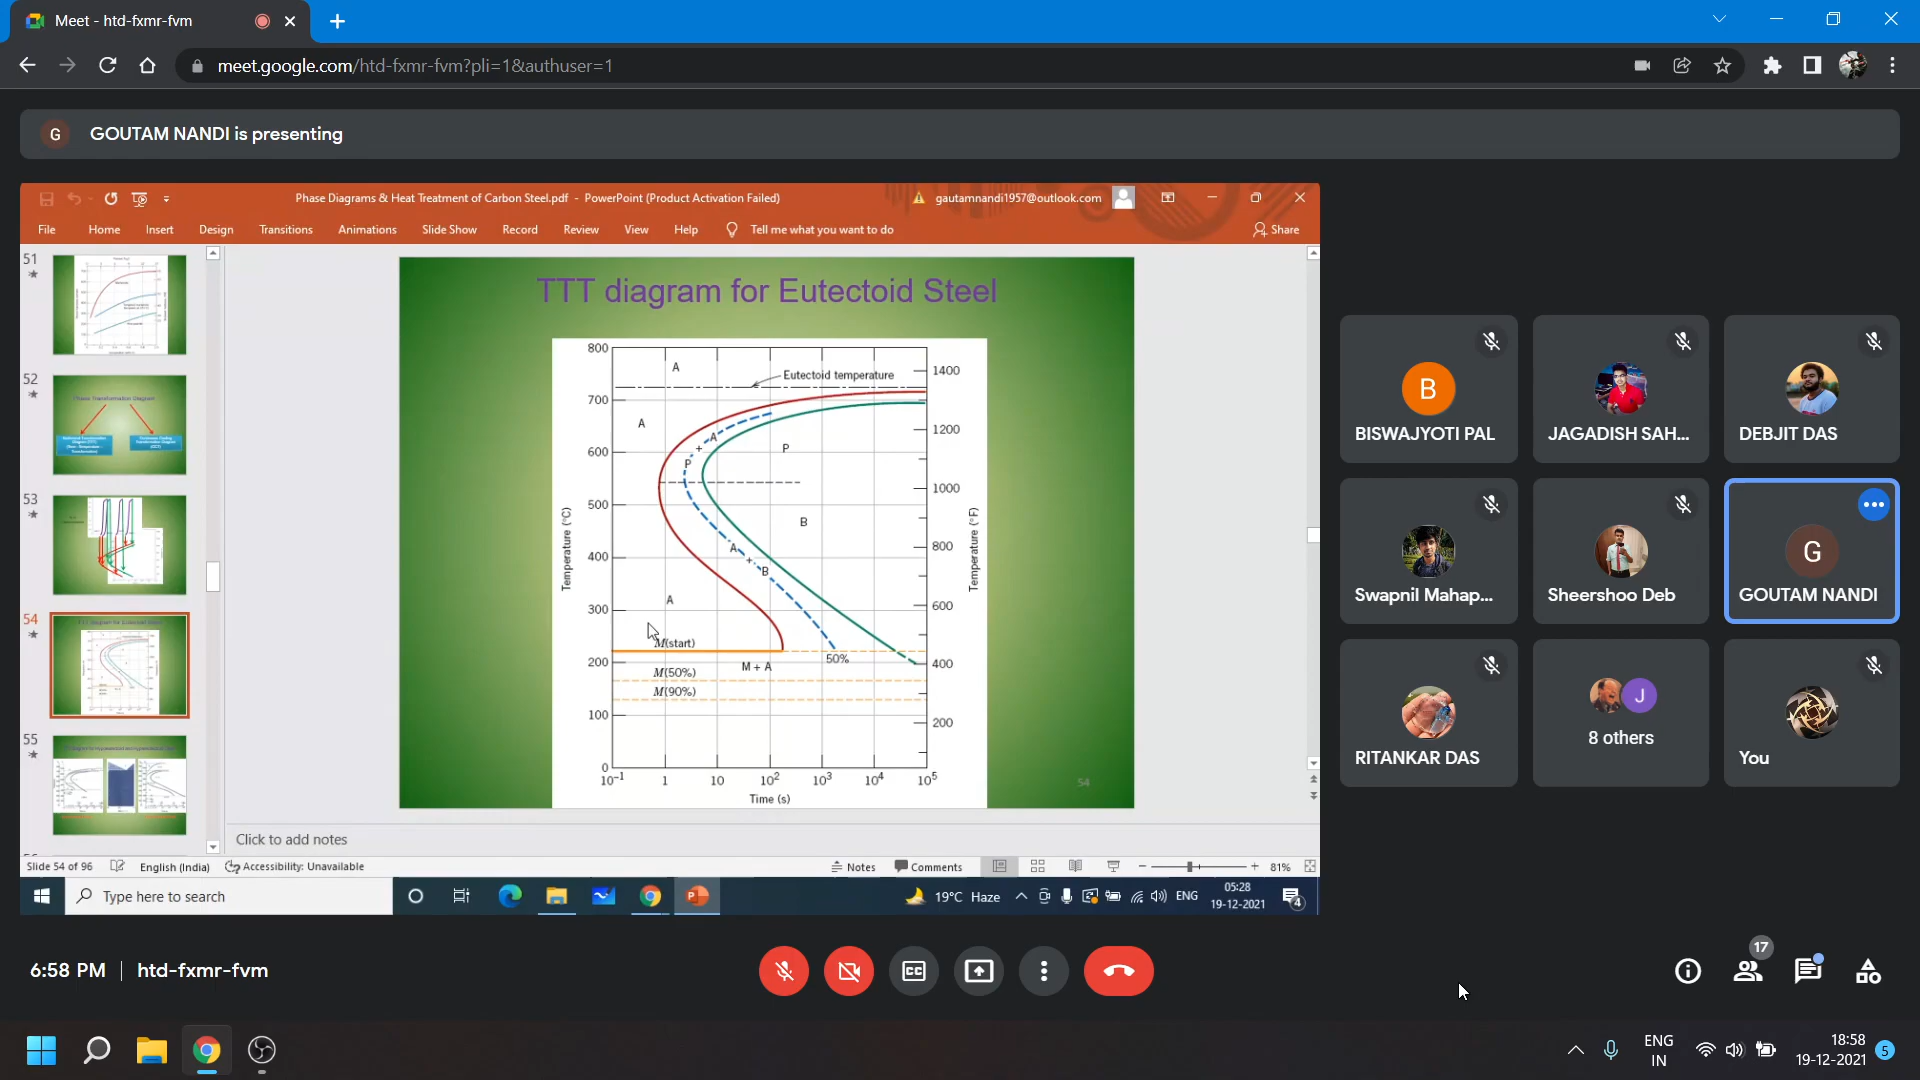 Meet - htd-fxmr-fvm
meet.google.com/htd-fxmr-fvm?pli=1&authuser=1
G GOUTAM NANDI is presenting
Phase Diagrams & Heat Treatment of Carbon Steel.pdf - PowerPoint (Product Activation Failed)
gautamnandi1957@outlook.com
File Home Insert Design Transitions Animations Slide Show Record Review View Help Tell me what you want to do Share
51
52
Phase Transformation Diagram
53
54
55
TTT diagram for Eutectoid Steel
800
A
Eutectoid temperature
1400
700
A
1200
A
+
P
P
600
1000
500
B
Temperature (°C)
Temperature (°F)
800
400
A
+
B
A
300
600
M(start)
200
M + A
50%
400
M(50%)
M(90%)
100
200
0
10-1 1 10 10² 10³ 10⁴ 10⁵
Time (s)
54
Click to add notes
Slide 54 of 96 English (India) Accessibility: Unavailable Notes Comments 81%
Type here to search
19°C Haze ENG
05:28
19-12-2021
4
B
BISWAJYOTI PAL
JAGADISH SAH...
DEBJIT DAS
Swapnil Mahap...
Sheershoo Deb
G
GOUTAM NANDI
RITANKAR DAS
J
8 others
You
6:58 PM | htd-fxmr-fvm
CC
17
ENG
IN
18:58
19-12-2021
5